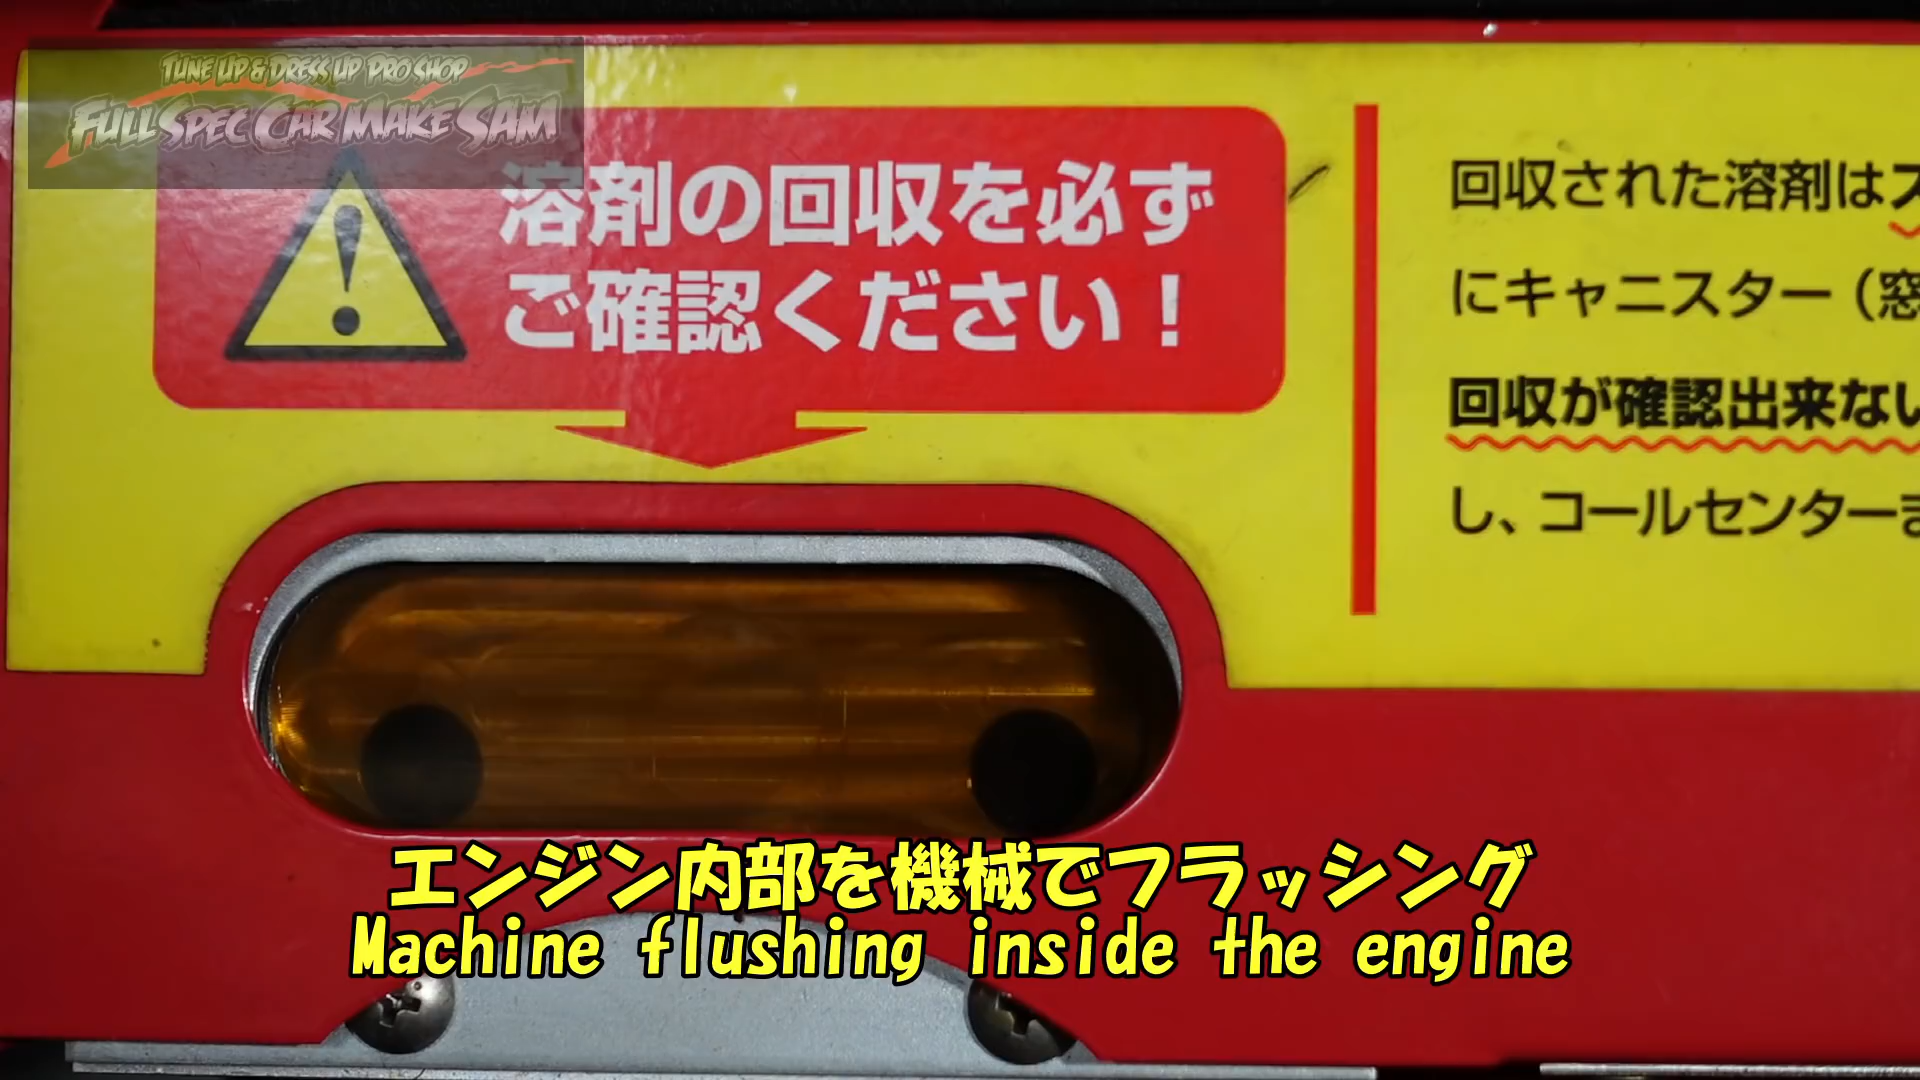 TUNE UP & DRESS UP PRO SHOP
FULL SPEC CAR MAKE SAM
溶剤の回収を必ず
ご確認ください！
回収された溶剤はス
にキャニスター（窓
回収が確認出来ない
し、コールセンターま
エンジン内部を機械でフラッシング
Machine flushing inside the engine